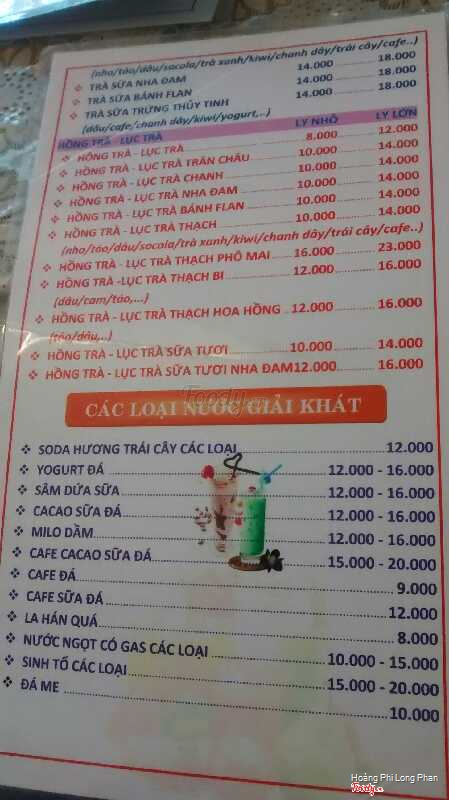 (nho/táo/dâu/socola/trà xanh/kiwi/chanh dây/trái cây/cafe..)
❖ TRÀ SỮA NHA ĐAM 14.000 18.000
❖ TRÀ SỮA BÁNH FLAN 14.000 18.000
❖ TRÀ SỮA TRỨNG THỦY TINH 14.000 18.000
(dâu/cafe/chanh dây/kiwi/yogurt,..)
HỒNG TRÀ - LỤC TRÀ LY NHỎ LY LỚN
❖ HỒNG TRÀ - LỤC TRÀ 8.000 12.000
❖ HỒNG TRÀ - LỤC TRÀ TRÂN CHÂU 10.000 14.000
❖ HỒNG TRÀ - LỤC TRÀ CHANH 10.000 14.000
❖ HỒNG TRÀ - LỤC TRÀ NHA ĐAM 10.000 14.000
❖ HỒNG TRÀ - LỤC TRÀ BÁNH FLAN 10.000 14.000
❖ HỒNG TRÀ - LỤC TRÀ THẠCH 10.000 14.000
(nho/táo/dâu/socola/trà xanh/kiwi/chanh dây/trái cây/cafe..)
❖ HỒNG TRÀ - LỤC TRÀ THẠCH PHÔ MAI 16.000 23.000
❖ HỒNG TRÀ -LỤC TRÀ THẠCH BI 12.000 16.000
(dâu/cam/táo,...)
❖ HỒNG TRÀ - LỤC TRÀ THẠCH HOA HỒNG 12.000 16.000
(táo/dâu,..)
❖ HỒNG TRÀ - LỤC TRÀ SỮA TƯƠI 10.000 14.000
❖ HỒNG TRÀ - LỤC TRÀ SỮA TƯƠI NHA ĐAM 12.000 16.000
Foody.vn
CÁC LOẠI NƯỚC GIẢI KHÁT
❖ SODA HƯƠNG TRÁI CÂY CÁC LOẠI 12.000
❖ YOGURT ĐÁ 12.000 - 16.000
❖ SÂM DỨA SỮA 12.000 - 16.000
❖ CACAO SỮA ĐÁ 12.000 - 16.000
❖ MILO DẦM 12.000 - 16.000
❖ CAFE CACAO SỮA ĐÁ 15.000 - 20.000
❖ CAFE ĐÁ 9.000
❖ CAFE SỮA ĐÁ 12.000
❖ LA HÁN QUẢ 8.000
❖ NƯỚC NGỌT CÓ GAS CÁC LOẠI 10.000 - 15.000
❖ SINH TỐ CÁC LOẠI 15.000 - 20.000
❖ ĐÁ ME 10.000
Hoàng Phi Long Phan
Foody.vn